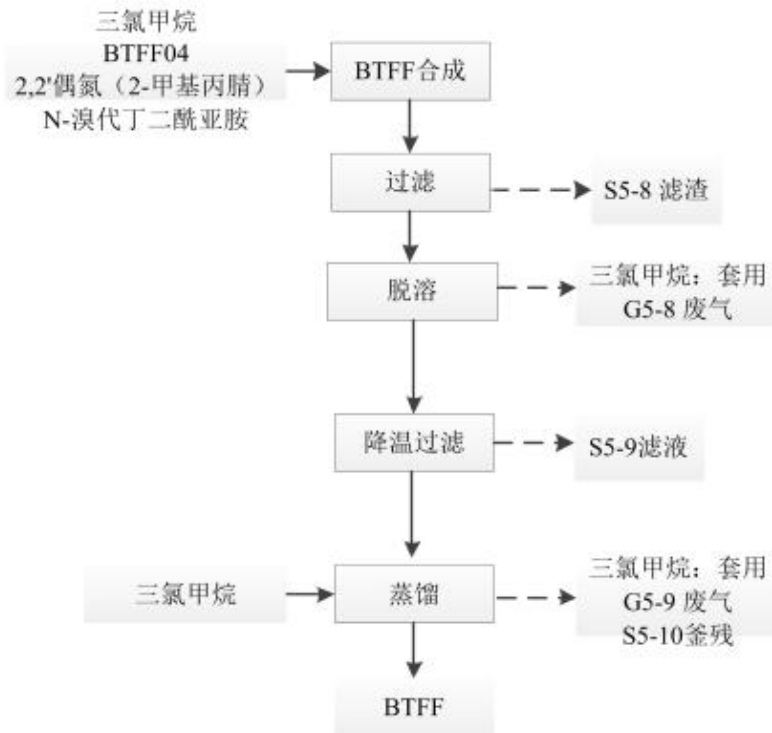 三氯甲烷
BTFF04
2,2'偶氮（2-甲基丙腈）
N-溴代丁二酰亚胺
BTFF合成
过滤
S5-8 滤渣
脱溶
三氯甲烷：套用
G5-8 废气
降温过滤
S5-9滤液
三氯甲烷
蒸馏
三氯甲烷：套用
G5-9 废气
S5-10釜残
BTFF